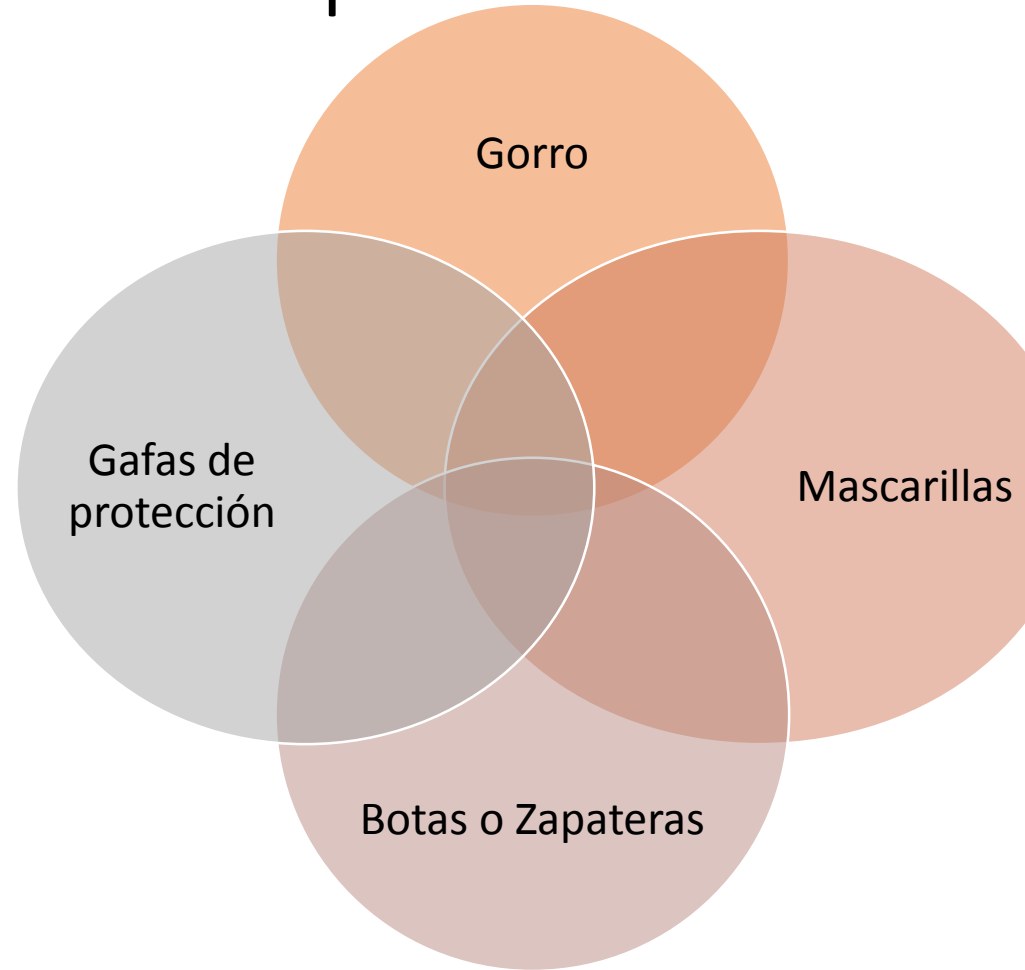 Gorro
Gafas de
protección
Mascarillas
Botas o Zapateras